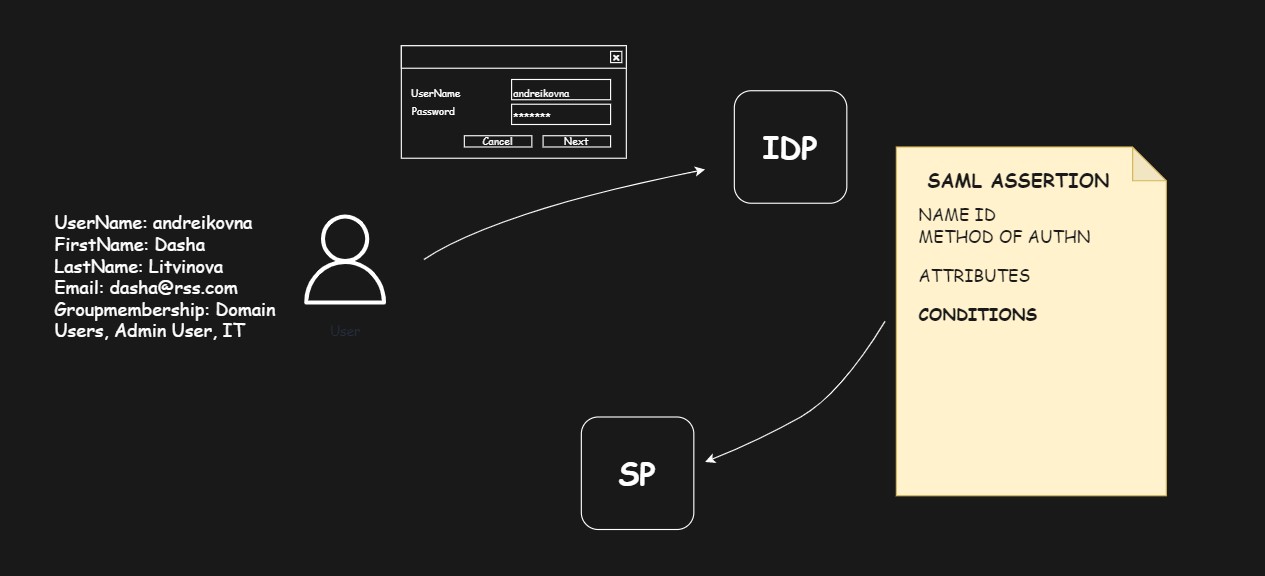 UserName
andreikovna
Password
*******
Cancel
Next
IDP
SAML ASSERTION
NAME ID
METHOD OF AUTHN
ATTRIBUTES
CONDITIONS
UserName: andreikovna
FirstName: Dasha
LastName: Litvinova
Email: dasha@rss.com
Groupmembership: Domain
Users, Admin User, IT
User
SP